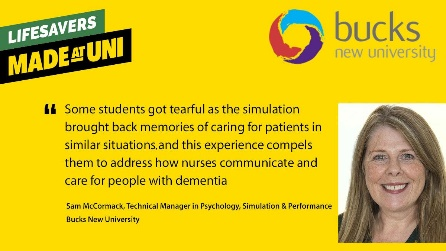 LIFESAVERS
MADE AT UNI
bucks
new university
“ Some students got tearful as the simulation
brought back memories of caring for patients in
similar situations,and this experience compels
them to address how nurses communicate and
care for people with dementia
Sam McCormack, Technical Manager in Psychology, Simulation & Performance
Bucks New University